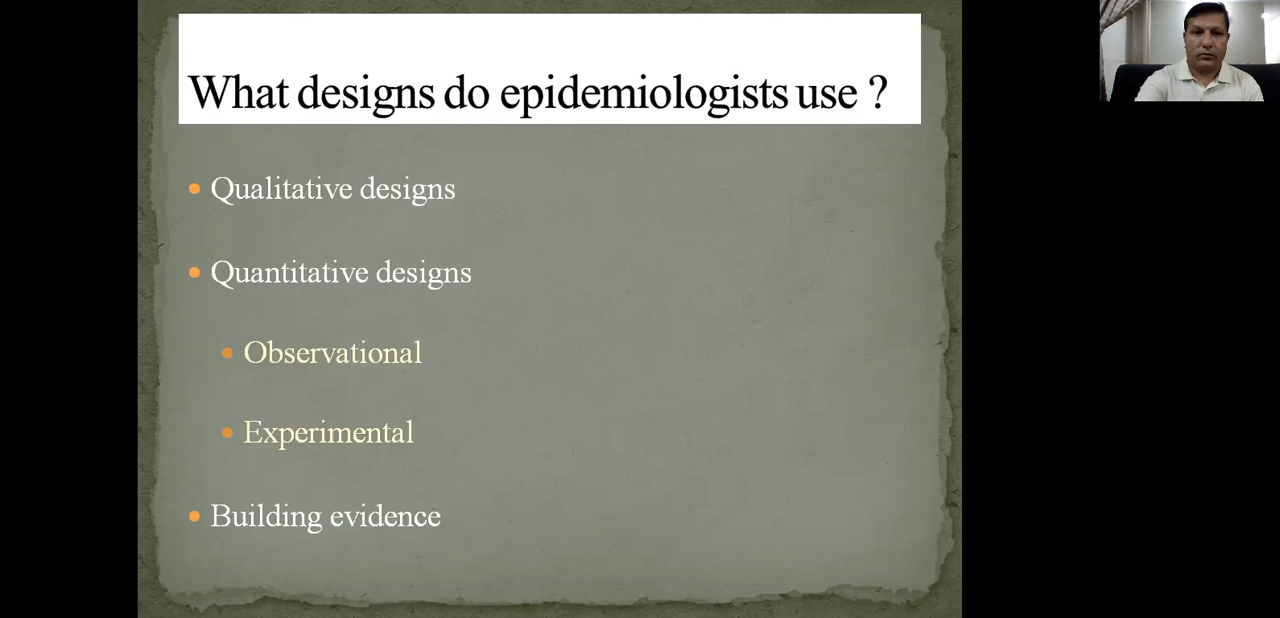 What designs do epidemiologists use ?
Qualitative designs
Quantitative designs
Observational
Experimental
Building evidence